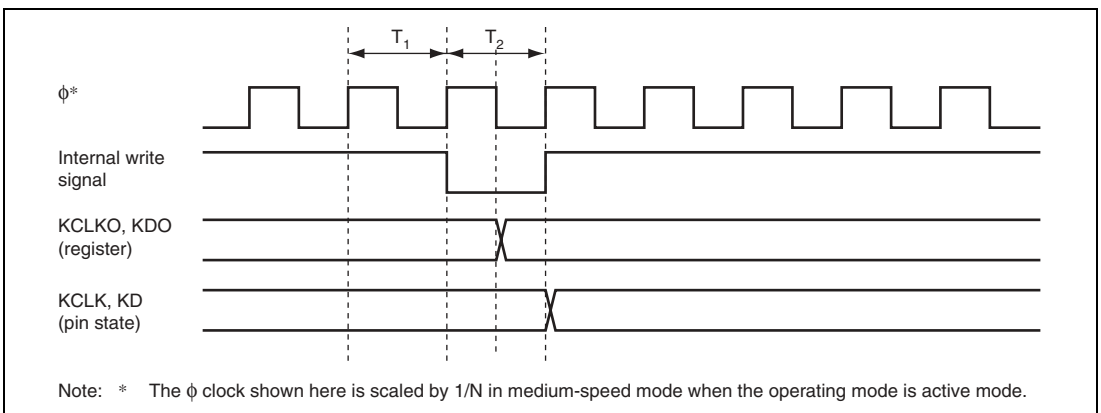 T₁ T₂
ϕ*
Internal write
signal
KCLKO, KDO
(register)
KCLK, KD
(pin state)
Note: * The ϕ clock shown here is scaled by 1/N in medium-speed mode when the operating mode is active mode.